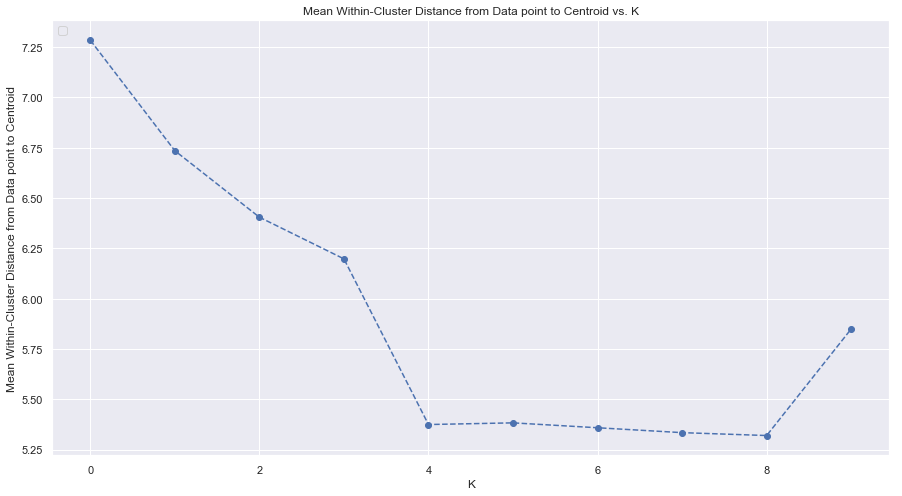 Mean Within-Cluster Distance from Data point to Centroid vs. K
Mean Within-Cluster Distance from Data point to Centroid
7.25
7.00
6.75
6.50
6.25
6.00
5.75
5.50
5.25
0 2 4 6 8
K